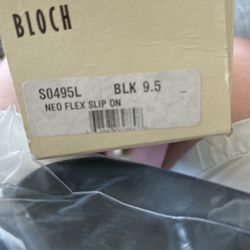 BLOCH
S0495L BLK 9.5
NEO FLEX SLIP ON